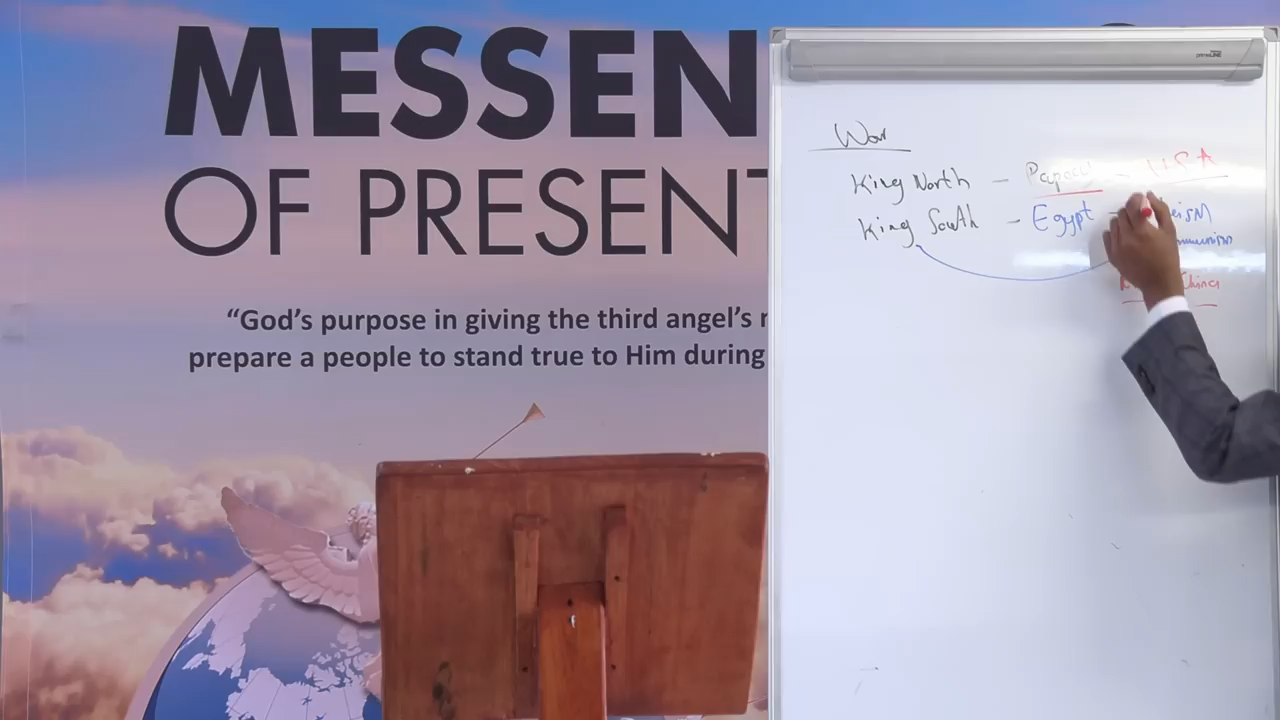 MESSEN
OF PRESENT
“God’s purpose in giving the third angel’s
prepare a people to stand true to Him during
War
King North - Papacy - USA
King South - Egypt -
China